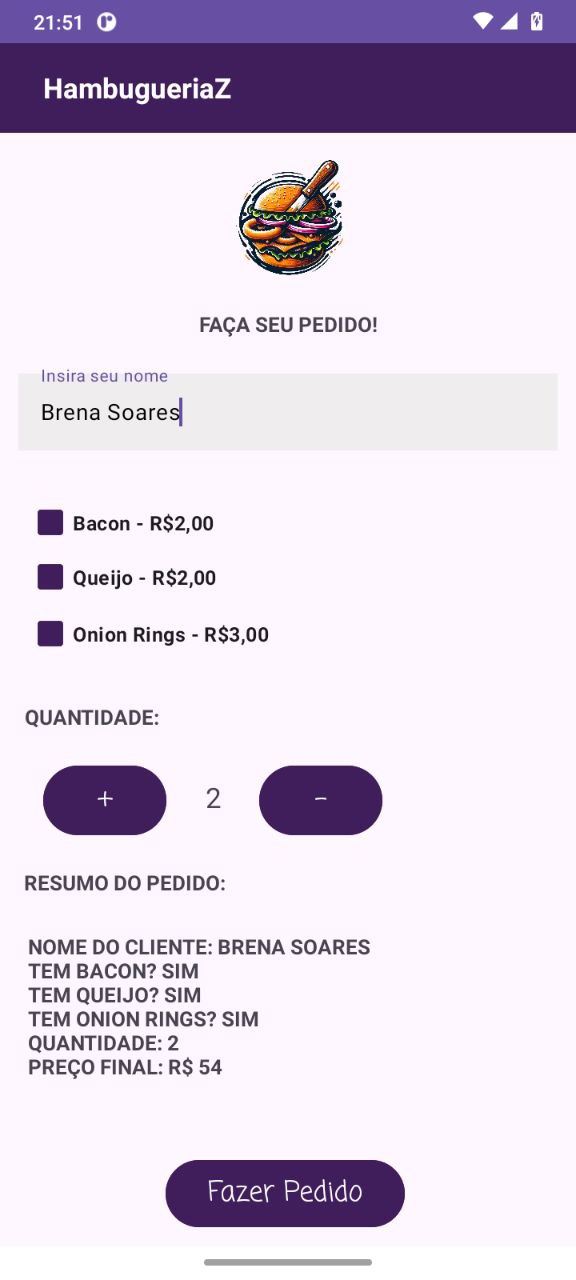 21:51
HambugueriaZ
FAÇA SEU PEDIDO!
Insira seu nome
Brena Soares
Bacon - R$2,00
Queijo - R$2,00
Onion Rings - R$3,00
QUANTIDADE:
+ 2 -
RESUMO DO PEDIDO:
NOME DO CLIENTE: BRENA SOARES
TEM BACON? SIM
TEM QUEIJO? SIM
TEM ONION RINGS? SIM
QUANTIDADE: 2
PREÇO FINAL: R$ 54
Fazer Pedido